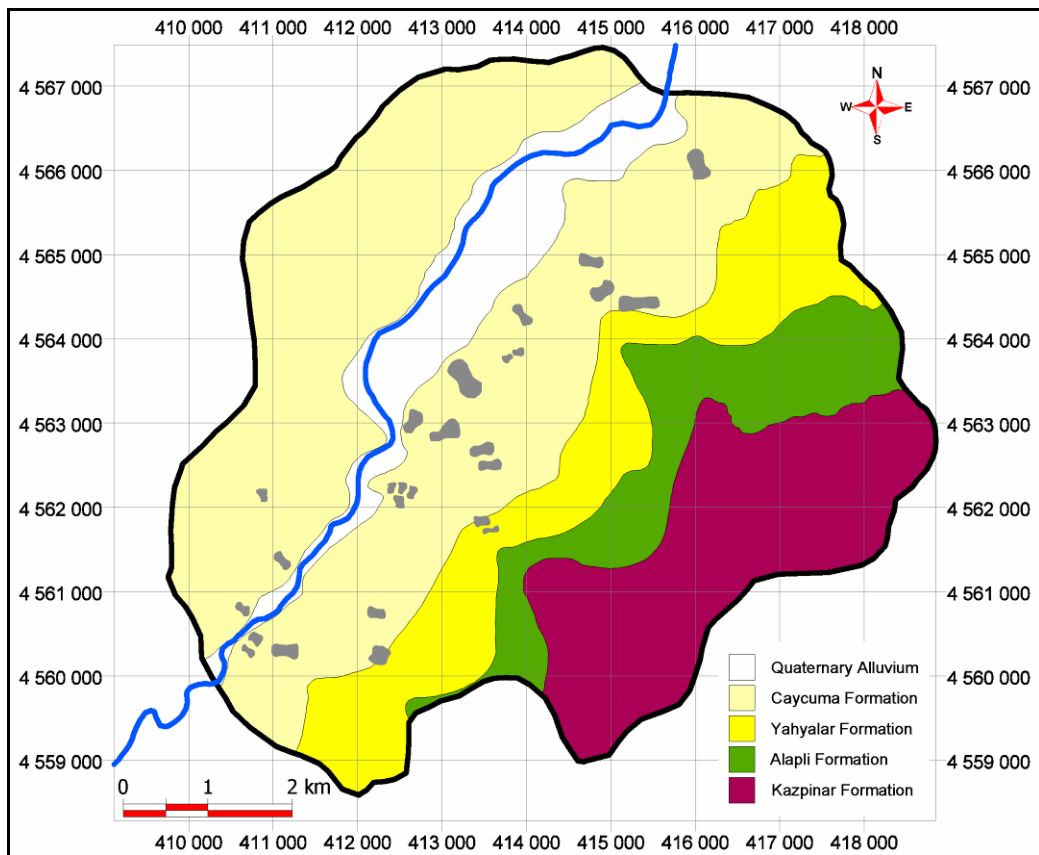 410 000 411 000 412 000 413 000 414 000 415 000 416 000 417 000 418 000
4 567 000 4 567 000
N
W E
S
4 566 000 4 566 000
4 565 000 4 565 000
4 564 000 4 564 000
4 563 000 4 563 000
4 562 000 4 562 000
4 561 000 4 561 000
4 560 000 4 560 000
4 559 000 4 559 000
Quaternary Alluvium
Caycuma Formation
Yahyalar Formation
Alapli Formation
Kazpinar Formation
0 1 2 km
410 000 411 000 412 000 413 000 414 000 415 000 416 000 417 000 418 000